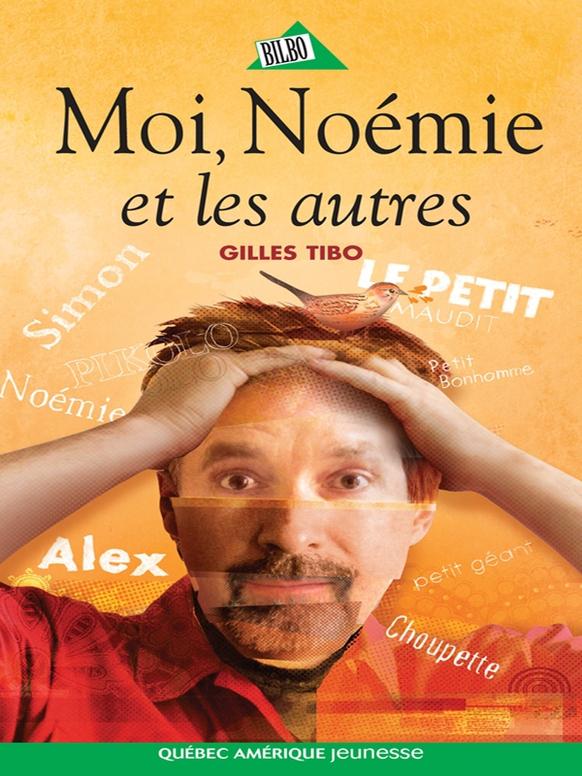 BILBO
Moi, Noémie
et les autres
GILLES TIBO
Simon
LE PETIT
MAUDIT
PIKOLO
Petit
Bonhomme
Noémie
Alex
petit géant
Choupette
QUÉBEC AMÉRIQUE jeunesse